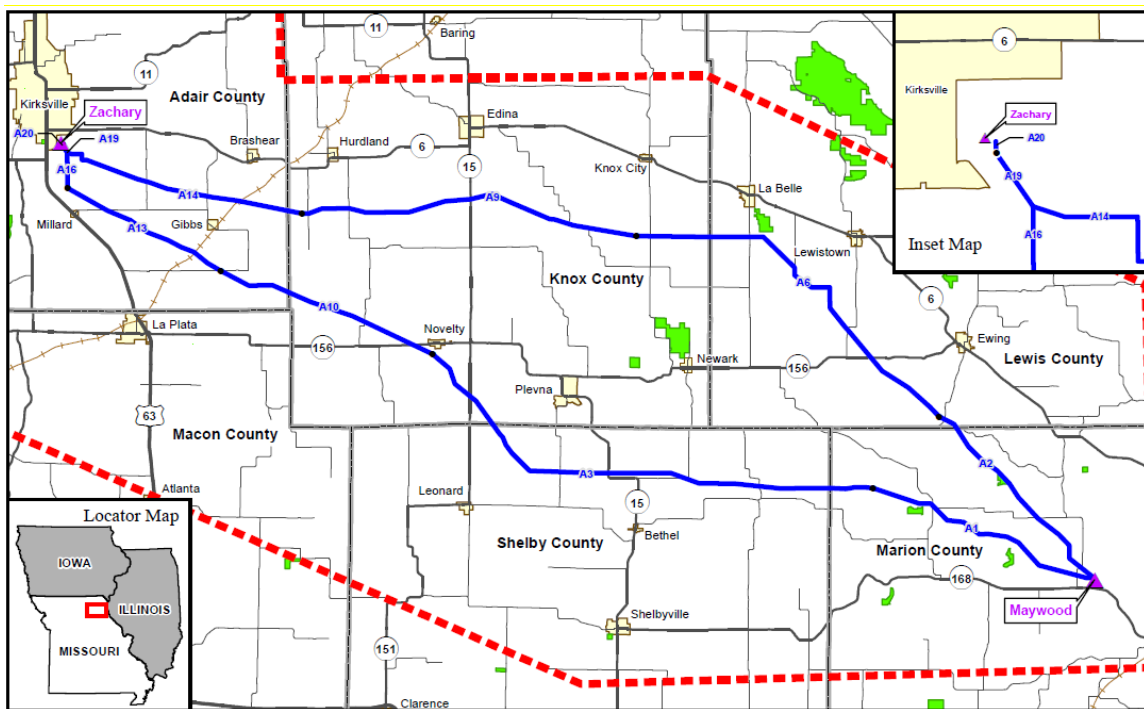 11
11
Baring
6
Kirksville
Adair County
Kirksville
Zachary
Edina
Zachary
A20
A20
A19
Brashear
Hurdland
6
Knox City
A16
15
A19
La Belle
A14
A14
A9
A16
Millard
A13
Gibbs
Lewistown
Inset Map
Knox County
A6
6
A10
La Plata
Novelty
Ewing
156
Newark
156
Lewis County
Plevna
63
Macon County
A2
A3
Atlanta
Leonard
15
Locator Map
A1
Bethel
Shelby County
Marion County
IOWA
168
ILLINOIS
Maywood
Shelbyville
MISSOURI
151
Clarence